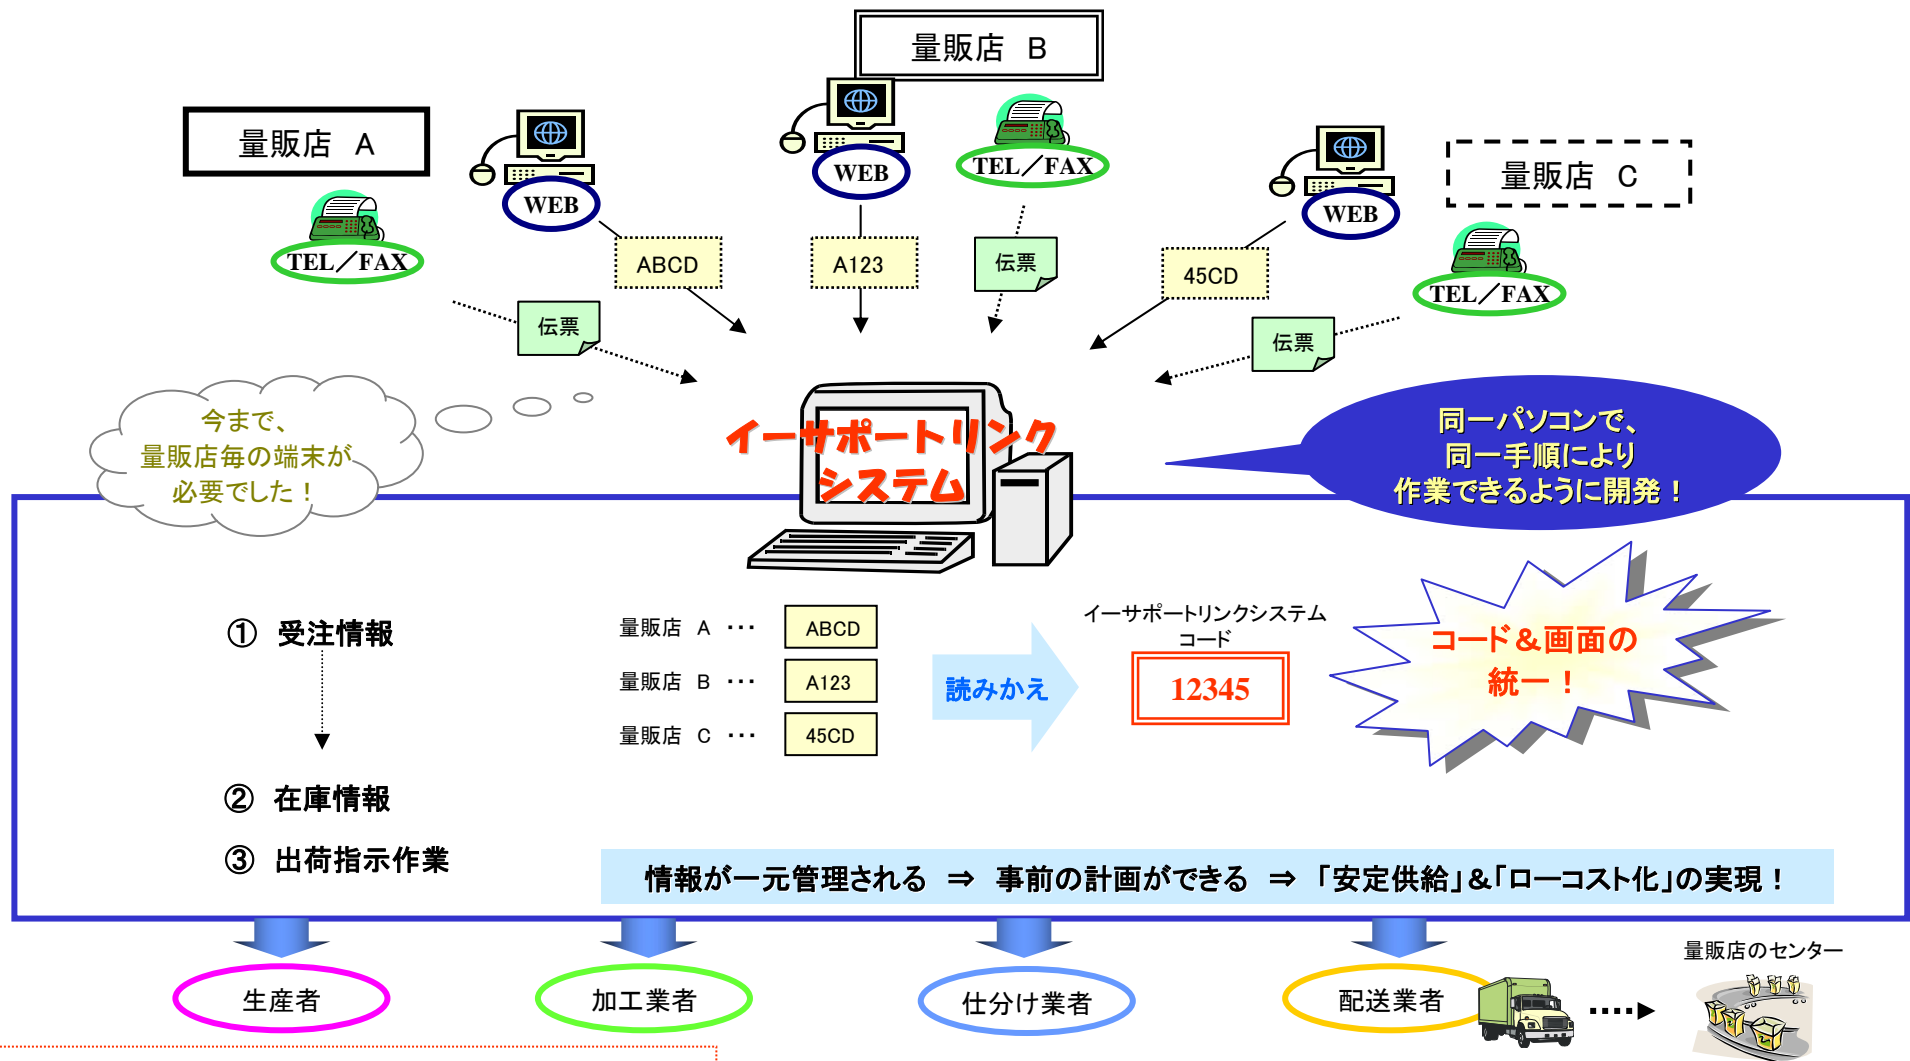 量販店　B
量販店　A
量販店　C
WEB
TEL／FAX
WEB
WEB
TEL／FAX
TEL／FAX
ABCD
A123
伝票
45CD
伝票
伝票
今まで、
量販店毎の端末が
必要でした！
イーサポートリンク
システム
同一パソコンで、
同一手順により
作業できるように開発！
①　受注情報
②　在庫情報
③　出荷指示作業
量販店　A　･･･　ABCD
量販店　B　･･･　A123
量販店　C　･･･　45CD
読みかえ
イーサポートリンクシステム
コード
12345
コード＆画面の
統一！
情報が一元管理される　⇒　事前の計画ができる　⇒　「安定供給」＆「ローコスト化」の実現！
生産者
加工業者
仕分け業者
配送業者
量販店のセンター